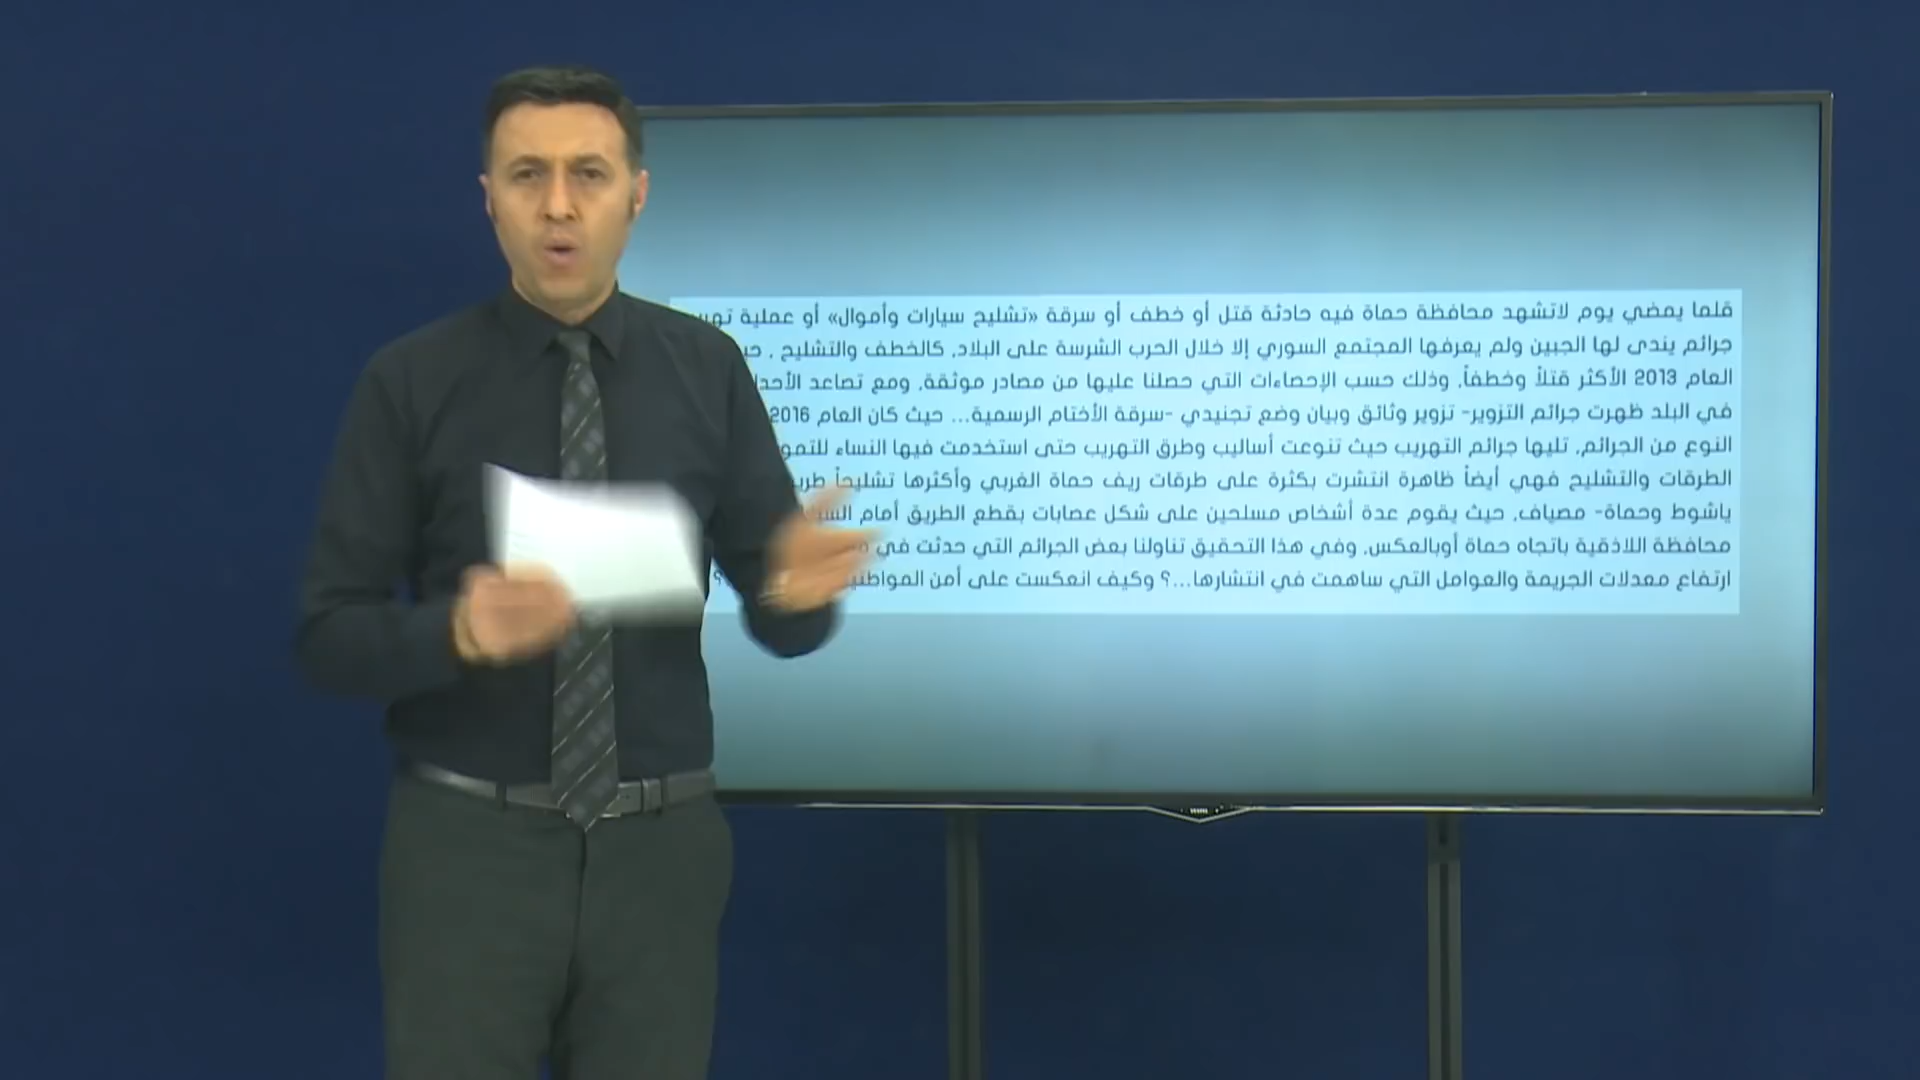 قلما يمضي يوم لاتشهد محافظة حماة فيه حادثة قتل أو خطف أو سرقة «تشليح سيارات وأموال» أو عملية
جرائم يندى لها الجبين ولم يعرفها المجتمع السوري إلا خلال الحرب الشرسة على البلاد، كالخطف والتشليح ،
العام 2013 الأكثر قتلاً وخطفاً، وذلك حسب الإحصاءات التي حصلنا عليها من مصادر موثقة، ومع تصاعد
في البلد ظهرت جرائم التزوير- تزوير وثائق وبيان وضع تجنيدي -سرقة الأختام الرسمية... حيث كان العام 2016
النوع من الجرائم، تليها جرائم التهريب حيث تنوعت أساليب وطرق التهريب حتى استخدمت فيها النساء
الطرقات والتشليح فهي أيضاً ظاهرة انتشرت بكثرة على طرقات ريف حماة الغربي وأكثرها تشليحاً
ياشوط وحماة- مصياف، حيث يقوم عدة أشخاص مسلحين على شكل عصابات بقطع الطريق أمام
محافظة اللاذقية باتجاه حماة أوبالعكس، وفي هذا التحقيق تناولنا بعض الجرائم التي حدثت في
ارتفاع معدلات الجريمة والعوامل التي ساهمت في انتشارها...؟ وكيف انعكست على أمن ؟